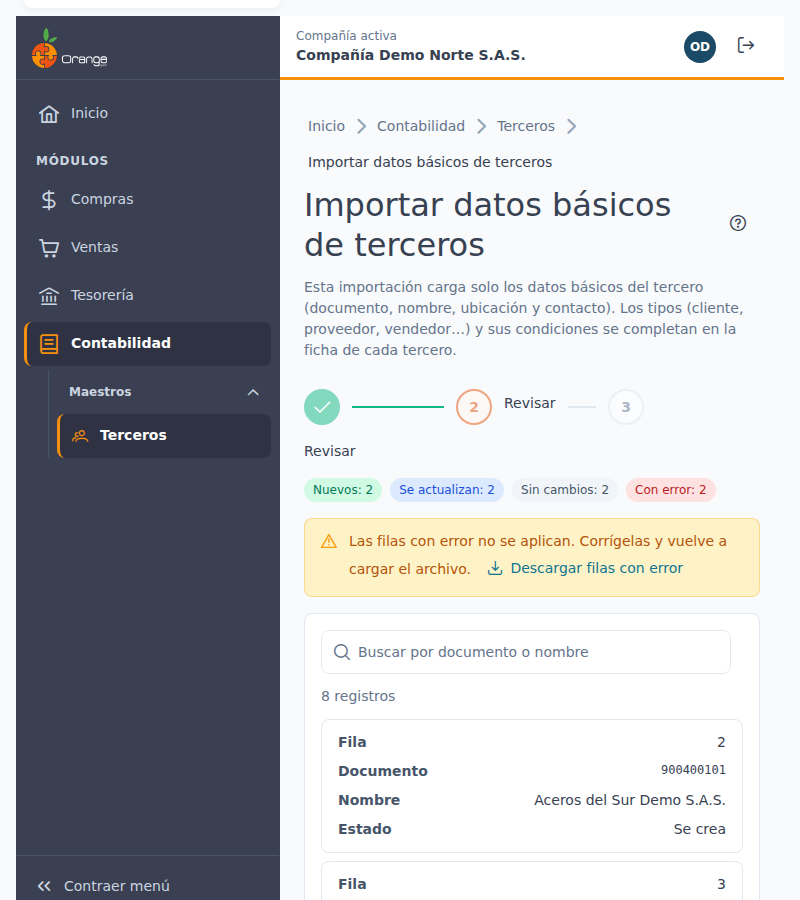 Orange
Inicio
MÓDULOS
Compras
Ventas
Tesorería
Contabilidad
Maestros
Terceros
Contraer menú
Compañía activa
Compañía Demo Norte S.A.S.
OD
Inicio
Contabilidad
Terceros
Importar datos básicos de terceros
Importar datos básicos
de terceros
Esta importación carga solo los datos básicos del tercero
(documento, nombre, ubicación y contacto). Los tipos (cliente,
proveedor, vendedor…) y sus condiciones se completan en la
ficha de cada tercero.
2
Revisar
3
Revisar
Nuevos: 2
Se actualizan: 2
Sin cambios: 2
Con error: 2
Las filas con error no se aplican. Corrígelas y vuelve a
cargar el archivo. Descargar filas con error
Buscar por documento o nombre
8 registros
Fila 2
Documento 900400101
Nombre Aceros del Sur Demo S.A.S.
Estado Se crea
Fila 3